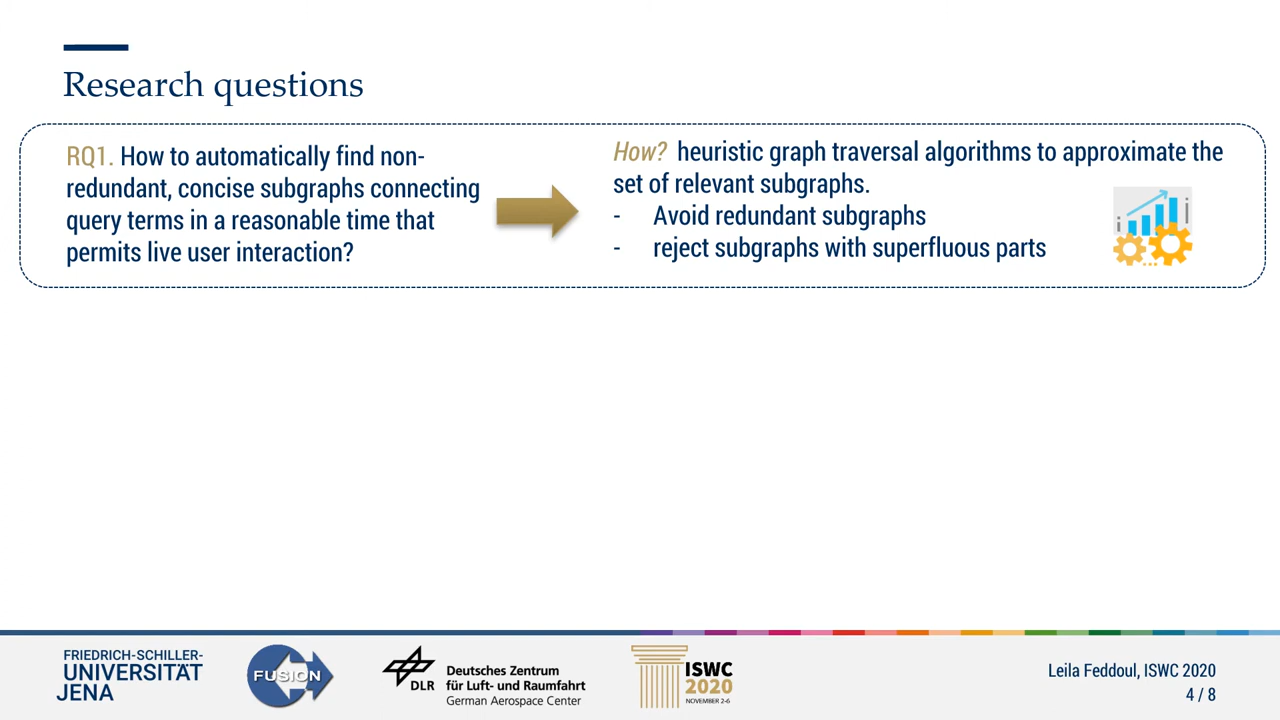 Research questions
RQ1. How to automatically find non-
redundant, concise subgraphs connecting
query terms in a reasonable time that
permits live user interaction?
How? heuristic graph traversal algorithms to approximate the
set of relevant subgraphs.
- Avoid redundant subgraphs
- reject subgraphs with superfluous parts
FRIEDRICH-SCHILLER-
UNIVERSITÄT
JENA
FUSION
DLR
Deutsches Zentrum
für Luft- und Raumfahrt
German Aerospace Center
ISWC
2020
NOVEMBER 2-6
Leila Feddoul, ISWC 2020
4 / 8